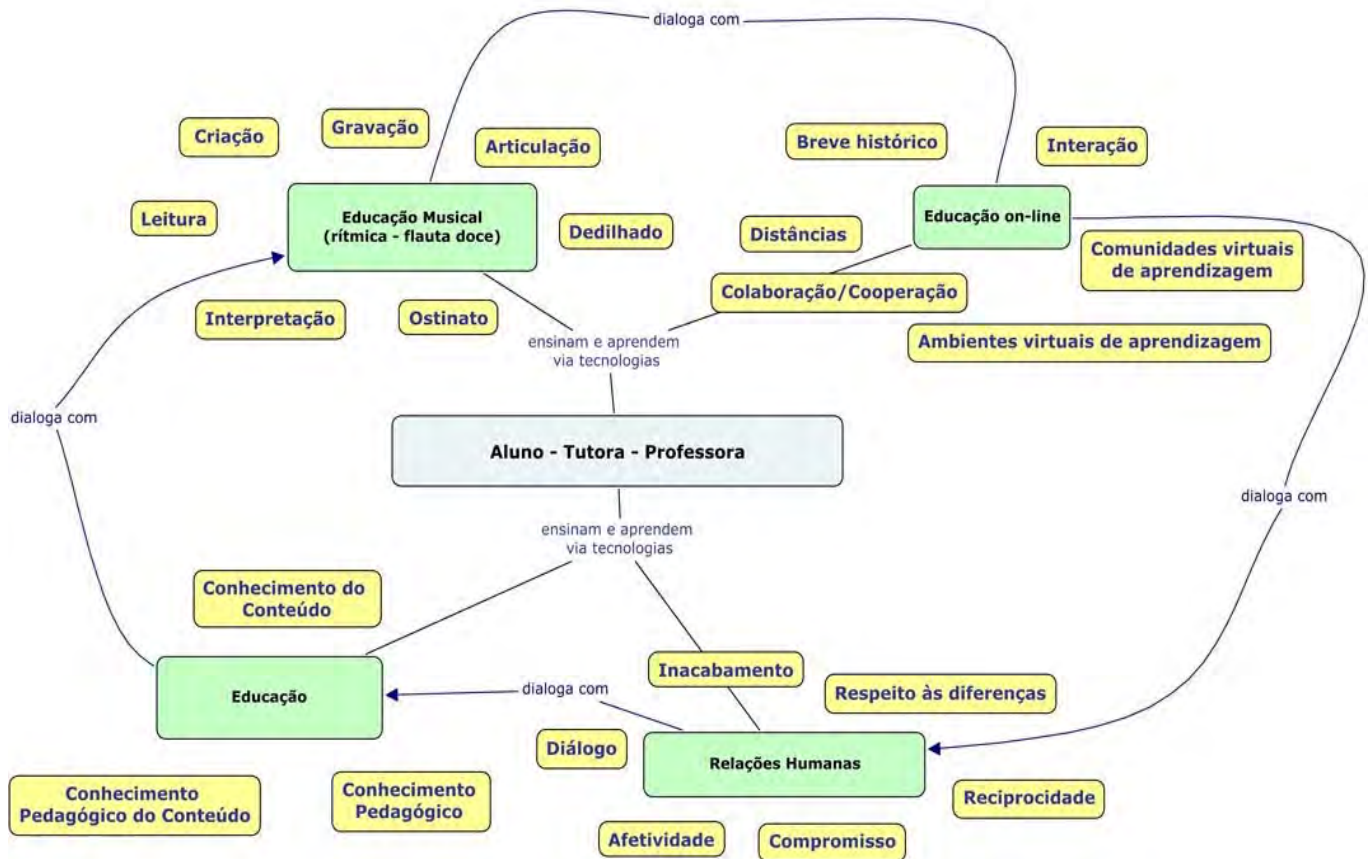 dialoga com
Criação
Gravação
Articulação
Breve histórico
Interação
Leitura
Educação Musical
(rítmica - flauta doce)
Dedilhado
Distâncias
Educação on-line
Comunidades virtuais
de aprendizagem
Colaboração/Cooperação
Interpretação
Ostinato
Ambientes virtuais de aprendizagem
ensinam e aprendem
via tecnologias
dialoga com
Aluno - Tutora - Professora
dialoga com
ensinam e aprendem
via tecnologias
Conhecimento do
Conteúdo
Educação
dialoga com
Inacabamento
Respeito às diferenças
Diálogo
Relações Humanas
Conhecimento
Pedagógico do Conteúdo
Conhecimento
Pedagógico
Reciprocidade
Afetividade
Compromisso